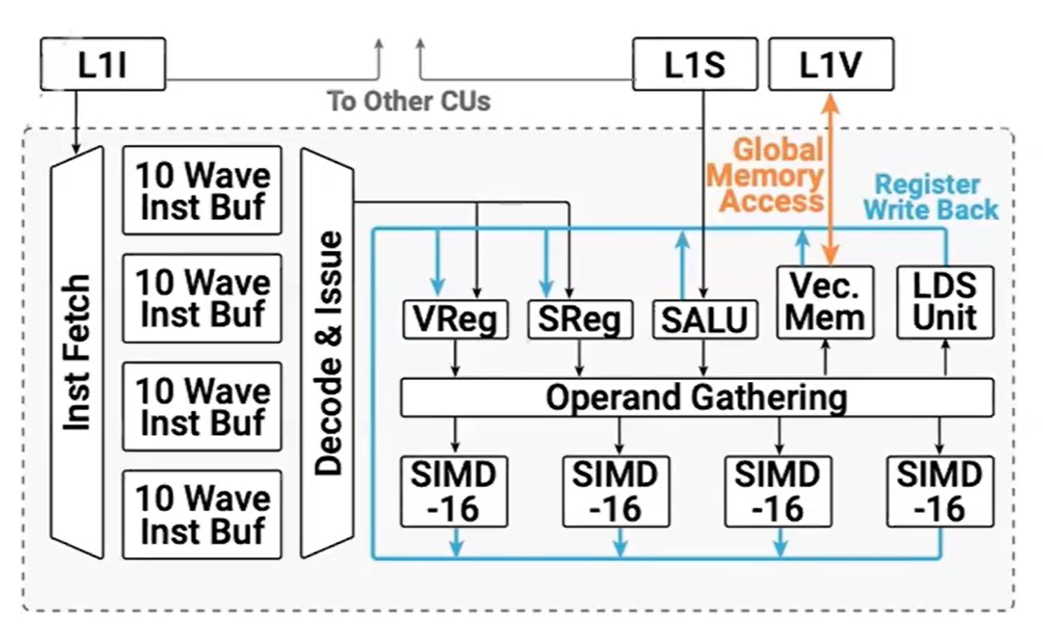 L1I
L1S
L1V
To Other CUs
Global
Memory
Access
Register
Write Back
Inst Fetch
10 Wave
Inst Buf
10 Wave
Inst Buf
10 Wave
Inst Buf
10 Wave
Inst Buf
Decode & Issue
VReg
SReg
SALU
Vec.
Mem
LDS
Unit
Operand Gathering
SIMD
-16
SIMD
-16
SIMD
-16
SIMD
-16